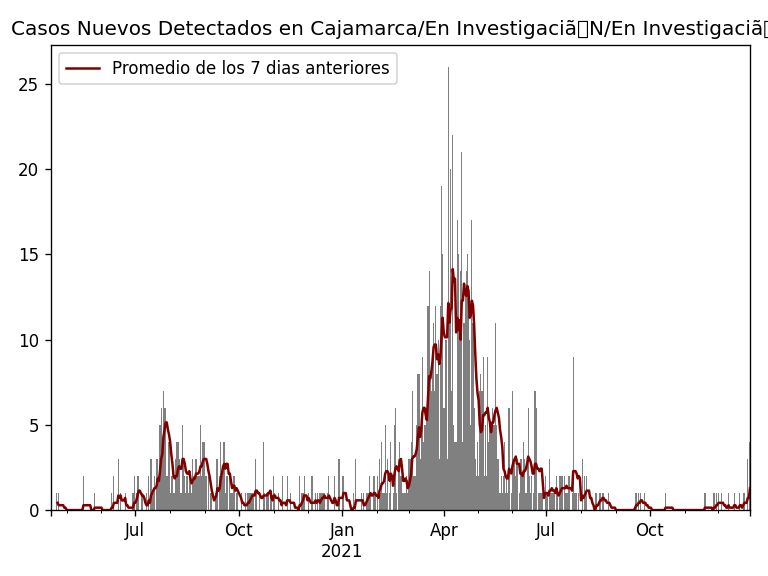 Casos Nuevos Detectados en Cajamarca/En Investigaciã▯N/En Investigaciã▯
Promedio de los 7 dias anteriores
25
20
15
10
5
0
Jul Oct Jan Apr Jul Oct
2021